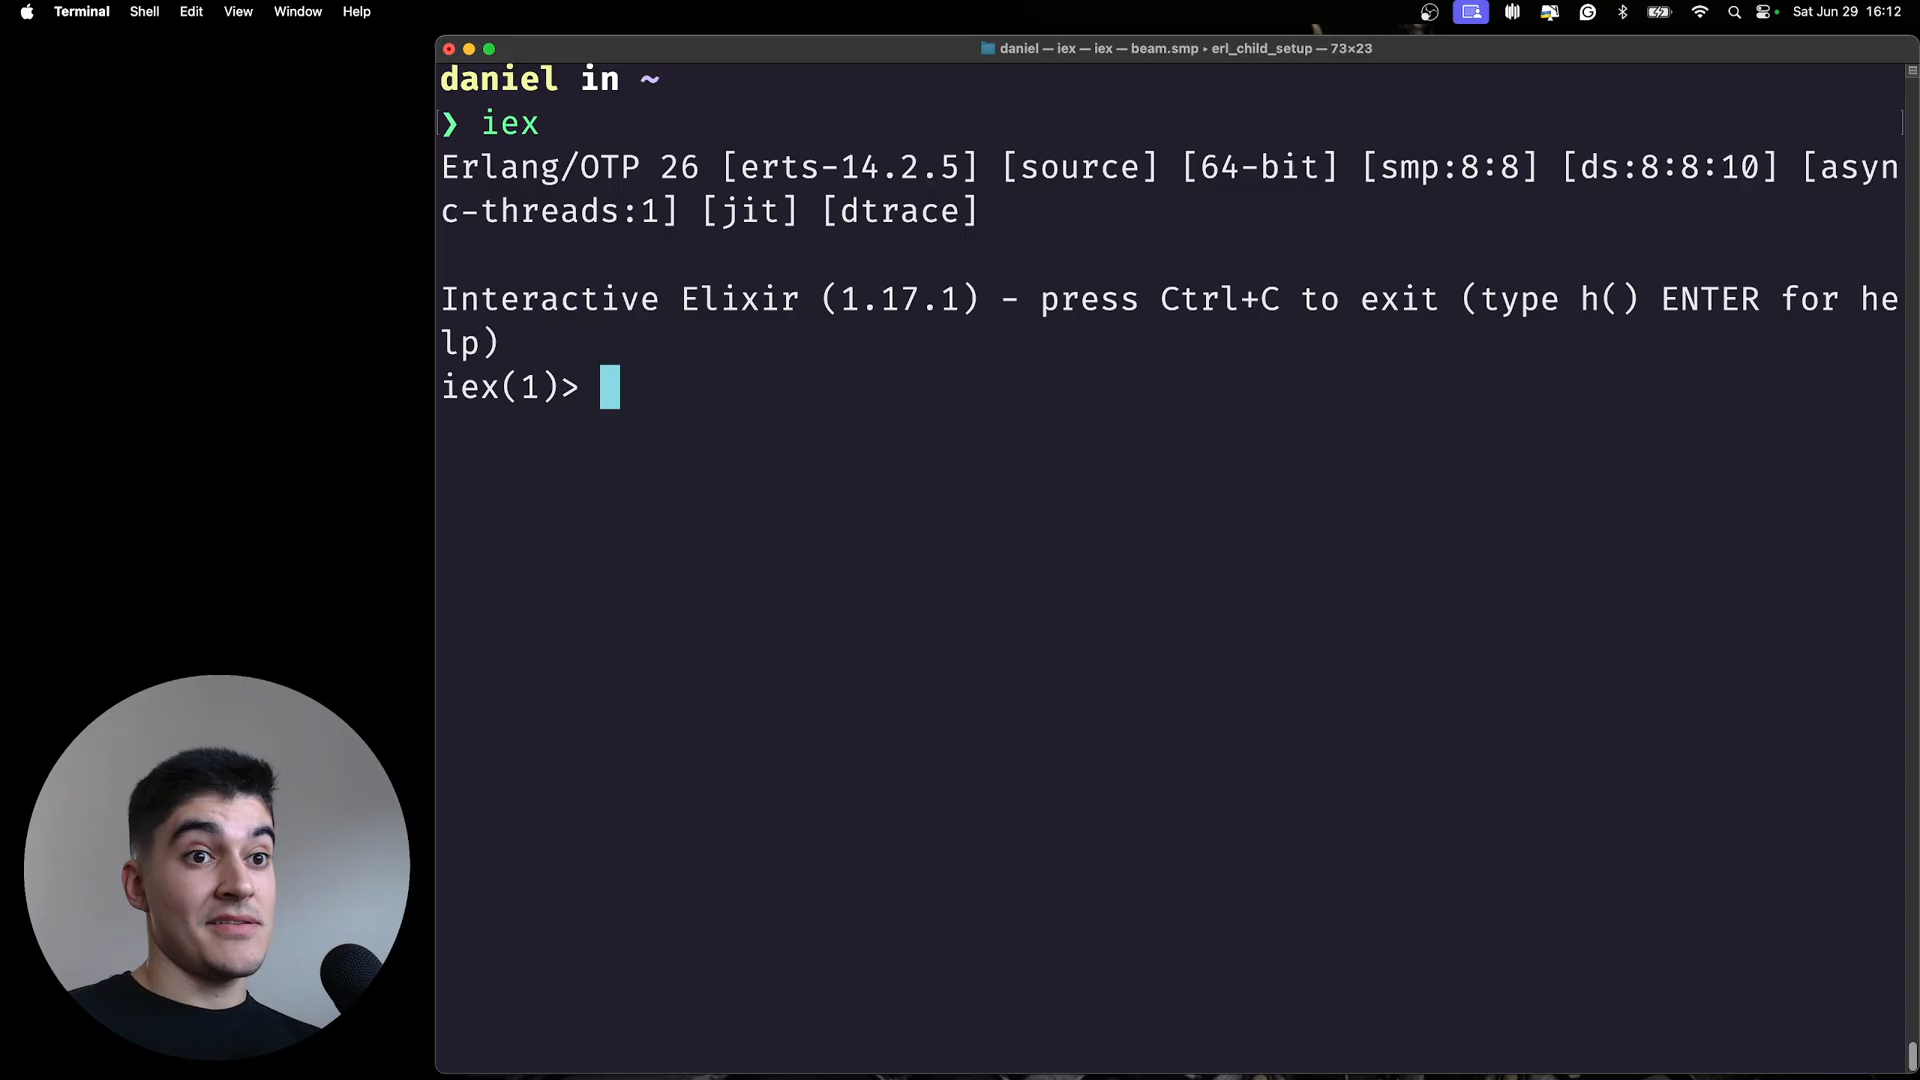 Terminal Shell Edit View Window Help Sat Jun 29 16:12
daniel — iex — iex — beam.smp ▸ erl_child_setup — 73×23
daniel in ~
❯ iex
Erlang/OTP 26 [erts-14.2.5] [source] [64-bit] [smp:8:8] [ds:8:8:10] [asyn
c-threads:1] [jit] [dtrace]
Interactive Elixir (1.17.1) - press Ctrl+C to exit (type h() ENTER for he
lp)
iex(1)>